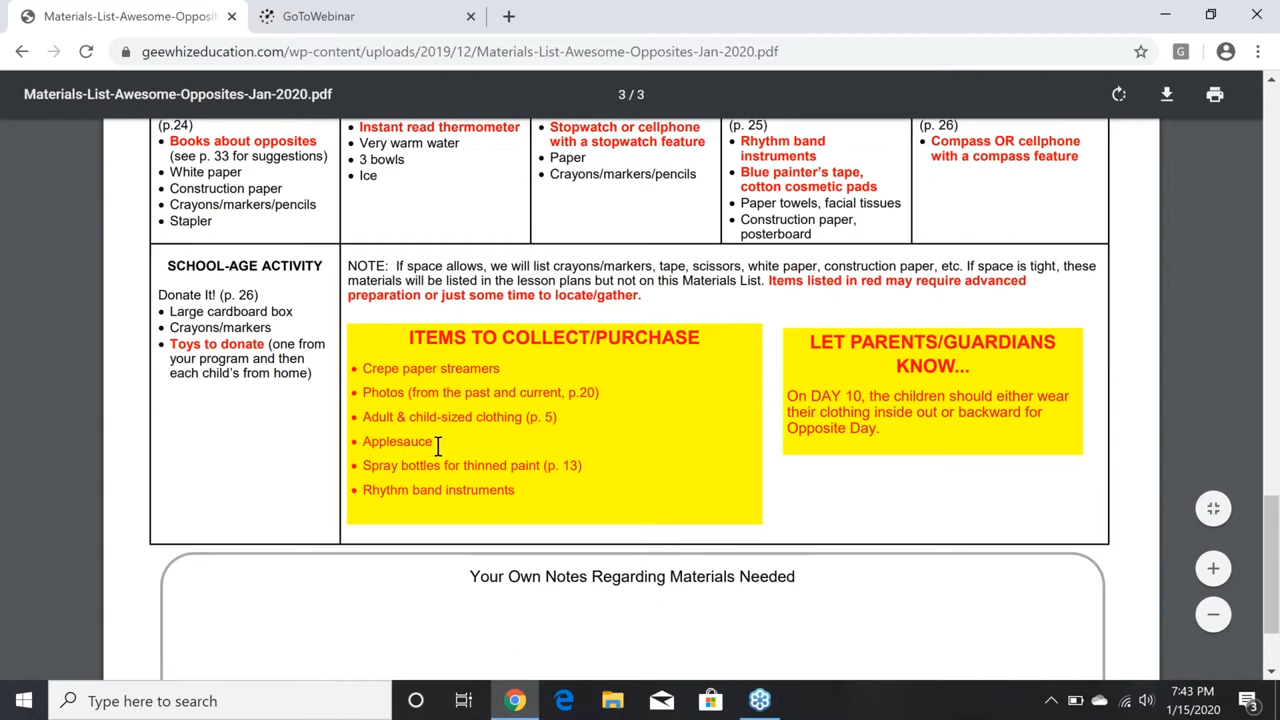 Materials-List-Awesome-Opposit
GoToWebinar
geewhizeducation.com/wp-content/uploads/2019/12/Materials-List-Awesome-Opposites-Jan-2020.pdf
G
Materials-List-Awesome-Opposites-Jan-2020.pdf
3 / 3
(p.24)
• Books about opposites
(see p. 33 for suggestions)
• White paper
• Construction paper
• Crayons/markers/pencils
• Stapler
• Instant read thermometer
• Very warm water
• 3 bowls
• Ice
• Stopwatch or cellphone
with a stopwatch feature
• Paper
• Crayons/markers/pencils
(p. 25)
• Rhythm band
instruments
• Blue painter's tape,
cotton cosmetic pads
• Paper towels, facial tissues
• Construction paper,
posterboard
(p. 26)
• Compass OR cellphone
with a compass feature
SCHOOL-AGE ACTIVITY
Donate It! (p. 26)
• Large cardboard box
• Crayons/markers
• Toys to donate (one from
your program and then
each child's from home)
NOTE: If space allows, we will list crayons/markers, tape, scissors, white paper, construction paper, etc. If space is tight, these
materials will be listed in the lesson plans but not on this Materials List. Items listed in red may require advanced
preparation or just some time to locate/gather.
ITEMS TO COLLECT/PURCHASE
• Crepe paper streamers
• Photos (from the past and current, p.20)
• Adult & child-sized clothing (p. 5)
• Applesauce
• Spray bottles for thinned paint (p. 13)
• Rhythm band instruments
LET PARENTS/GUARDIANS
KNOW...
On DAY 10, the children should either wear
their clothing inside out or backward for
Opposite Day.
Your Own Notes Regarding Materials Needed
Type here to search
7:43 PM
1/15/2020
3